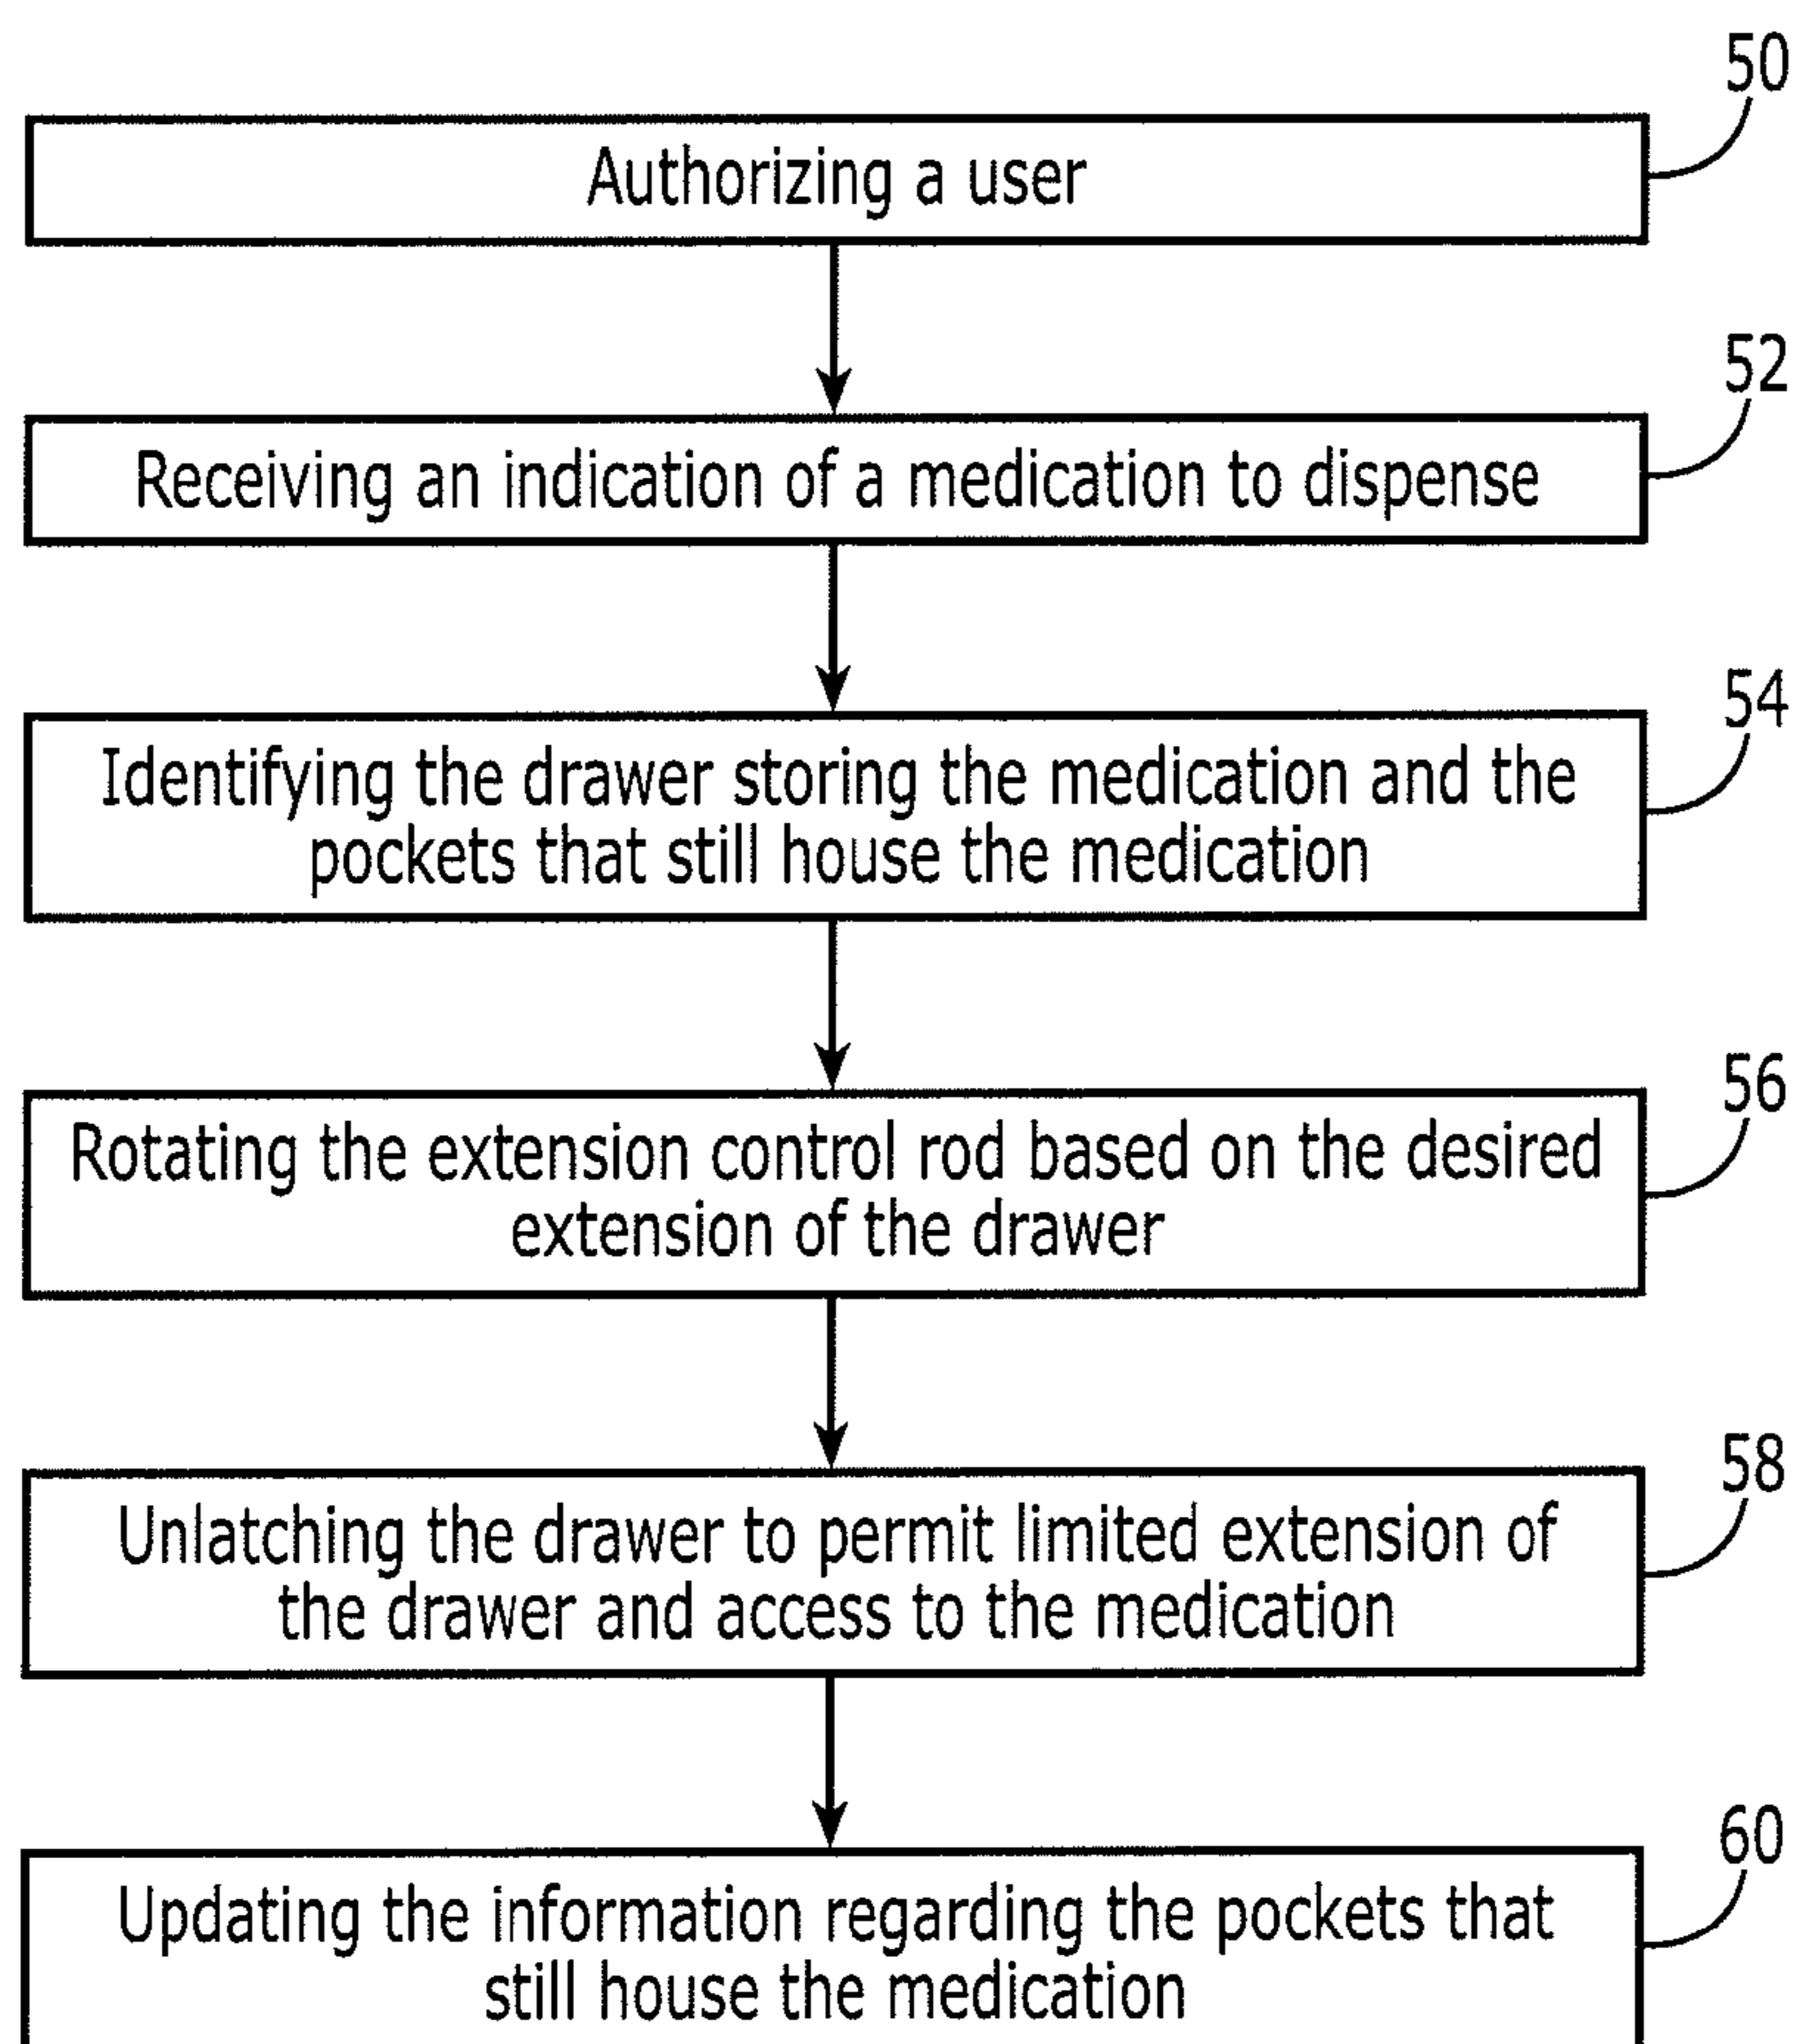 50
Authorizing a user
52
Receiving an indication of a medication to dispense
54
Identifying the drawer storing the medication and the
pockets that still house the medication
56
Rotating the extension control rod based on the desired
extension of the drawer
58
Unlatching the drawer to permit limited extension of
the drawer and access to the medication
60
Updating the information regarding the pockets that
still house the medication